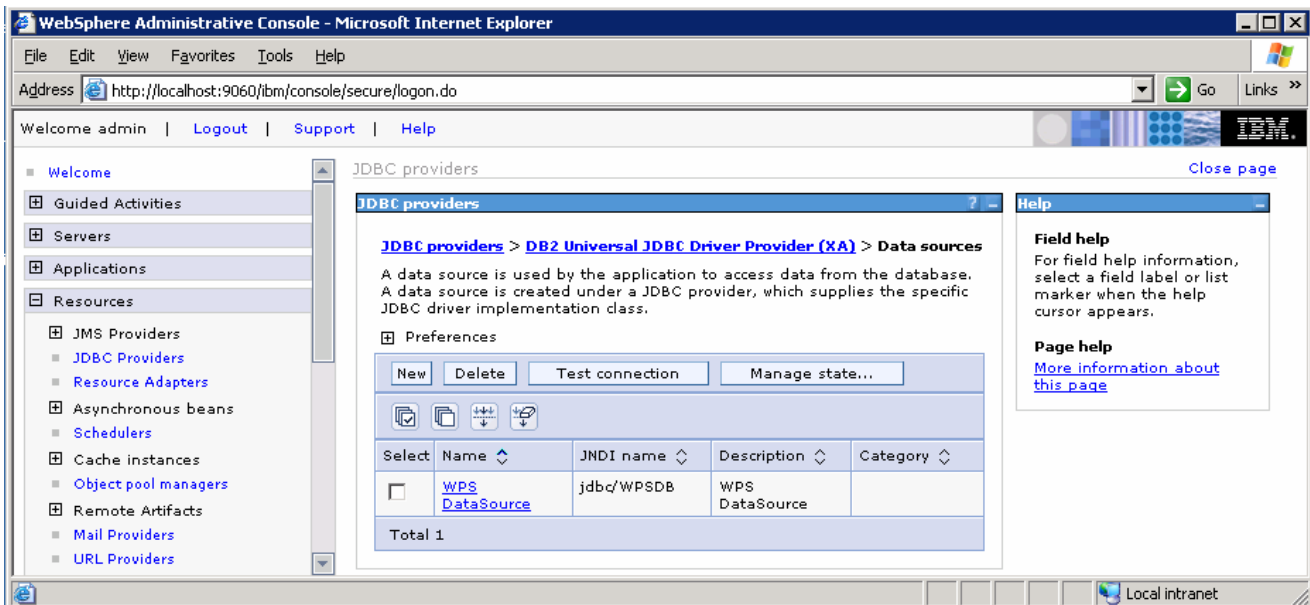 WebSphere Administrative Console - Microsoft Internet Explorer
File Edit View Favorites Tools Help
Address http://localhost:9060/ibm/console/secure/logon.do Go Links »
Welcome admin | Logout | Support | Help IBM.
Welcome
Guided Activities
Servers
Applications
Resources
JMS Providers
JDBC Providers
Resource Adapters
Asynchronous beans
Schedulers
Cache instances
Object pool managers
Remote Artifacts
Mail Providers
URL Providers
JDBC providers Close page
JDBC providers ? _
JDBC providers > DB2 Universal JDBC Driver Provider (XA) > Data sources
A data source is used by the application to access data from the database.
A data source is created under a JDBC provider, which supplies the specific
JDBC driver implementation class.
Preferences
New Delete Test connection Manage state...
Select Name JNDI name Description Category
WPS DataSource jdbc/WPSDB WPS DataSource
Total 1
Help
Field help
For field help information,
select a field label or list
marker when the help
cursor appears.
Page help
More information about
this page
Local intranet